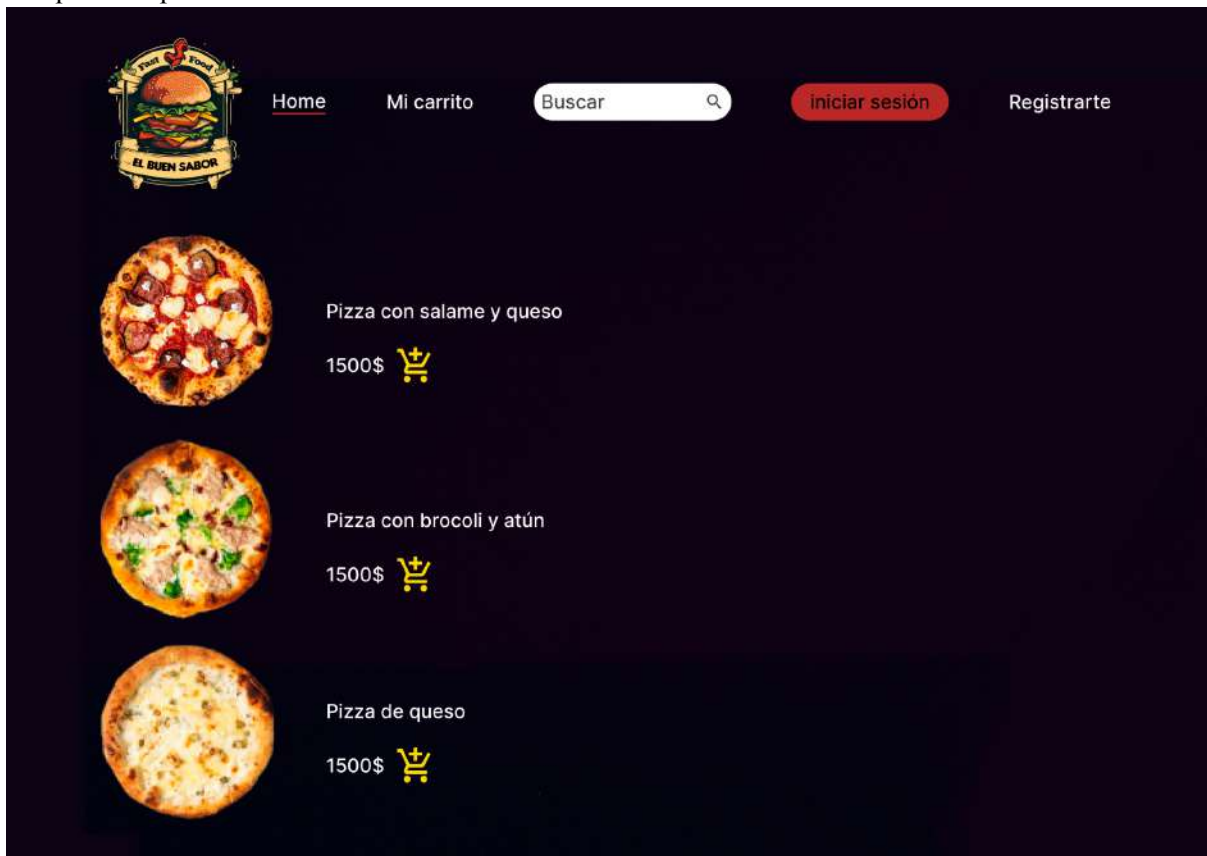 Fast Food
EL BUEN SABOR
Home
Mi carrito
Buscar
iniciar sesión
Registrarte
Pizza con salame y queso
1500$
Pizza con brocoli y atún
1500$
Pizza de queso
1500$